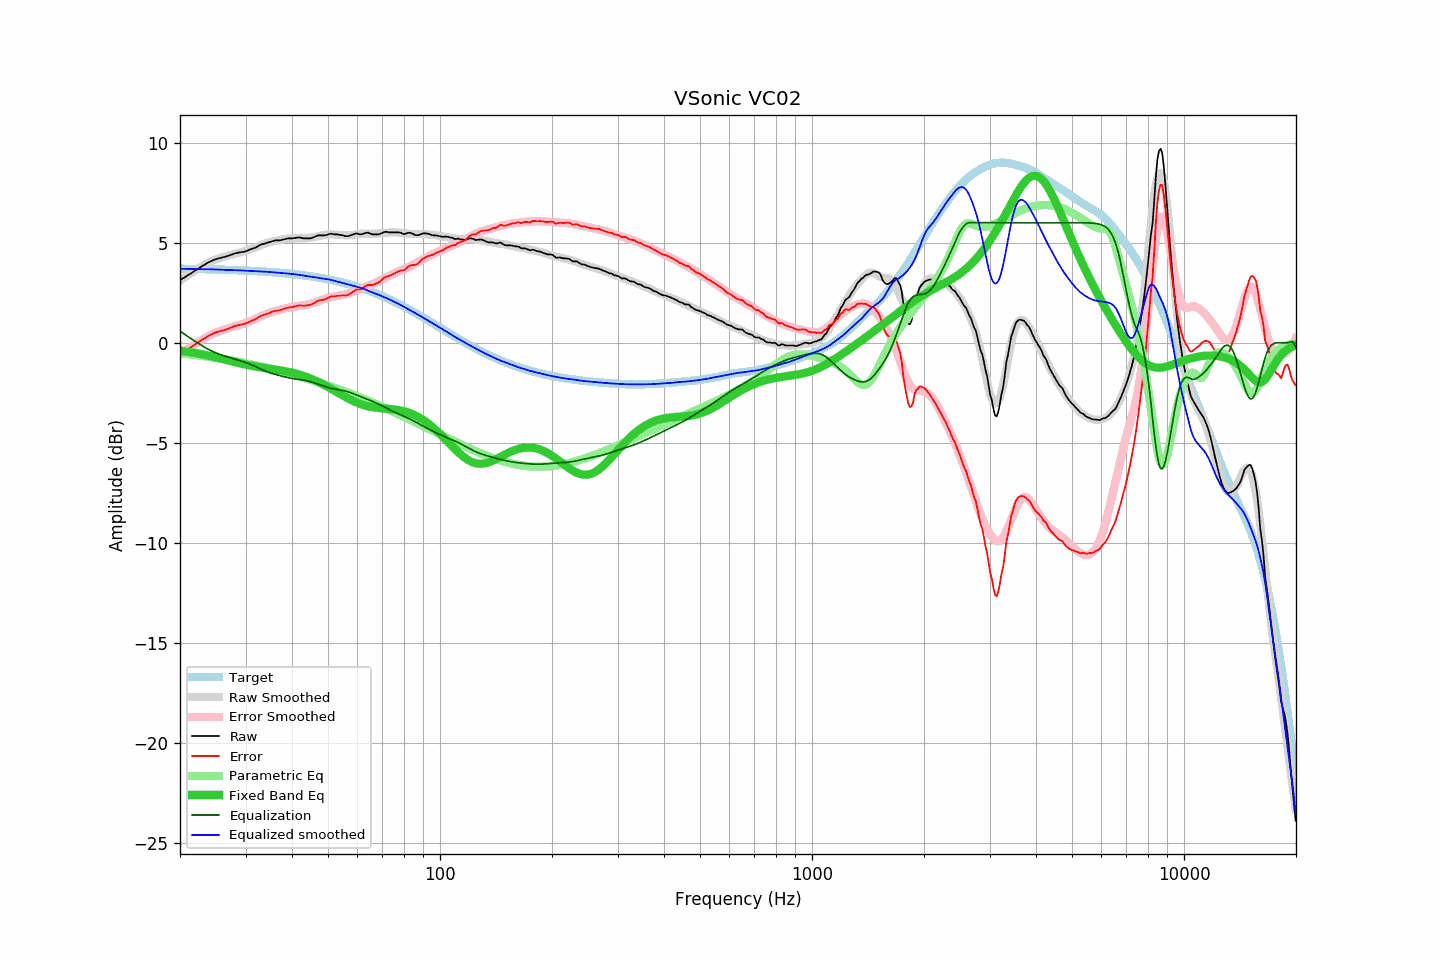 VSonic VC02
10
5
0
−5
−10
−15
−20
−25
Amplitude (dBr)
100
1000
10000
Frequency (Hz)
Target
Raw Smoothed
Error Smoothed
Raw
Error
Parametric Eq
Fixed Band Eq
Equalization
Equalized smoothed